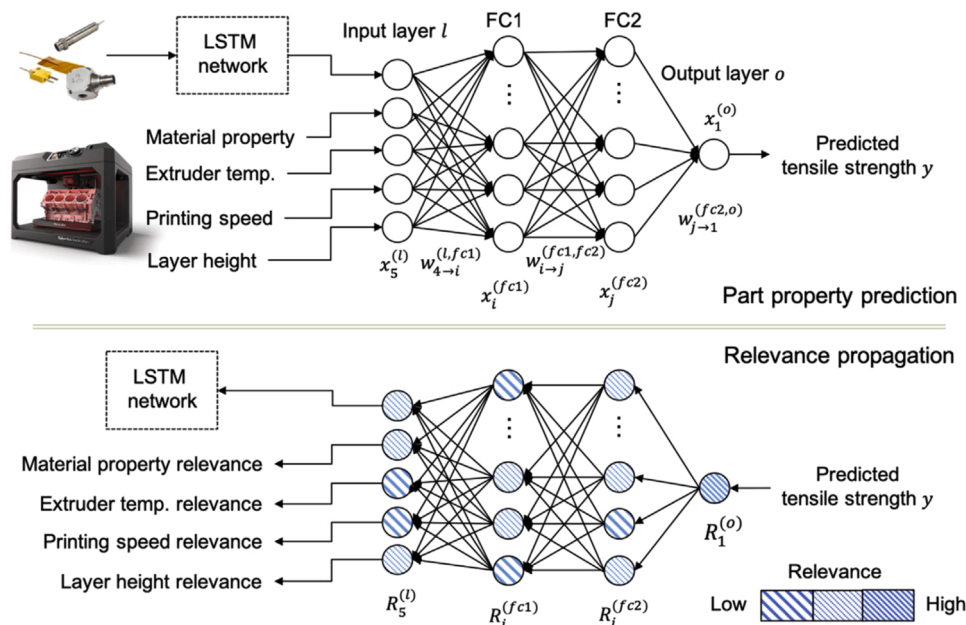 LSTM
network
Input layer l
FC1
FC2
Output layer o
Material property
Extruder temp.
Printing speed
Layer height
x_5^{(l)}
w_{4→i}^{(l,fc1)}
x_i^{(fc1)}
w_{i→j}^{(fc1,fc2)}
x_j^{(fc2)}
w_{j→1}^{(fc2,o)}
x_1^{(o)}
Predicted
tensile strength y
Part property prediction
Relevance propagation
LSTM
network
Material property relevance
Extruder temp. relevance
Printing speed relevance
Layer height relevance
R_5^{(l)}
R_i^{(fc1)}
R_j^{(fc2)}
R_1^{(o)}
Predicted
tensile strength y
Relevance
Low
High